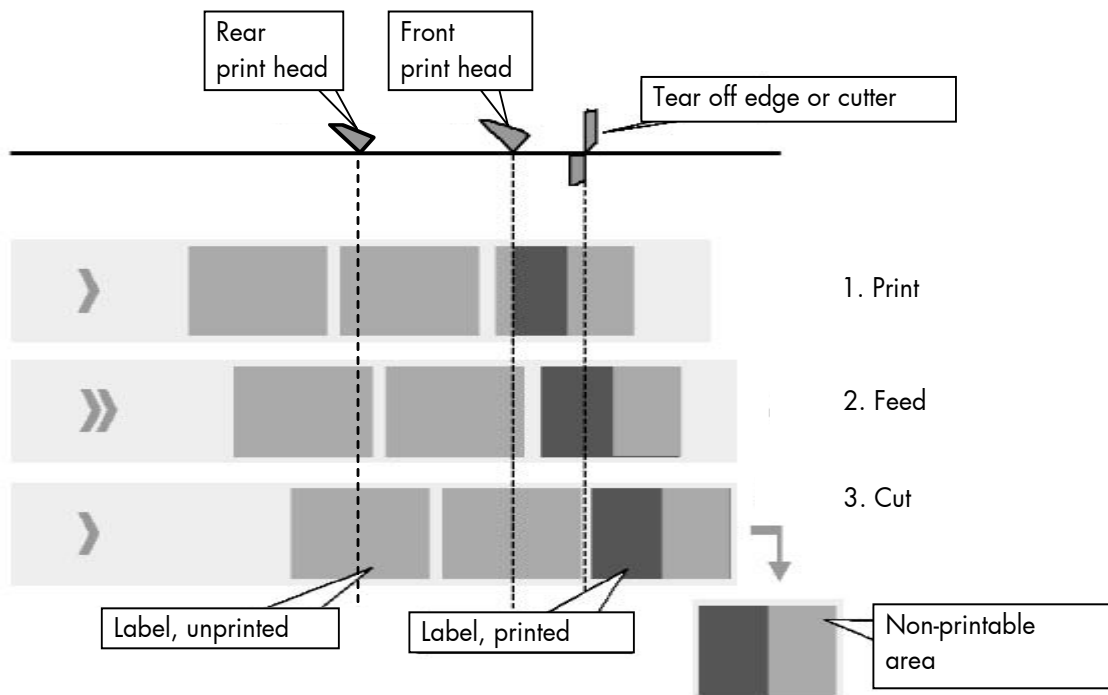 Rear
print head
Front
print head
Tear off edge or cutter
1. Print
2. Feed
3. Cut
Label, unprinted
Label, printed
Non-printable
area